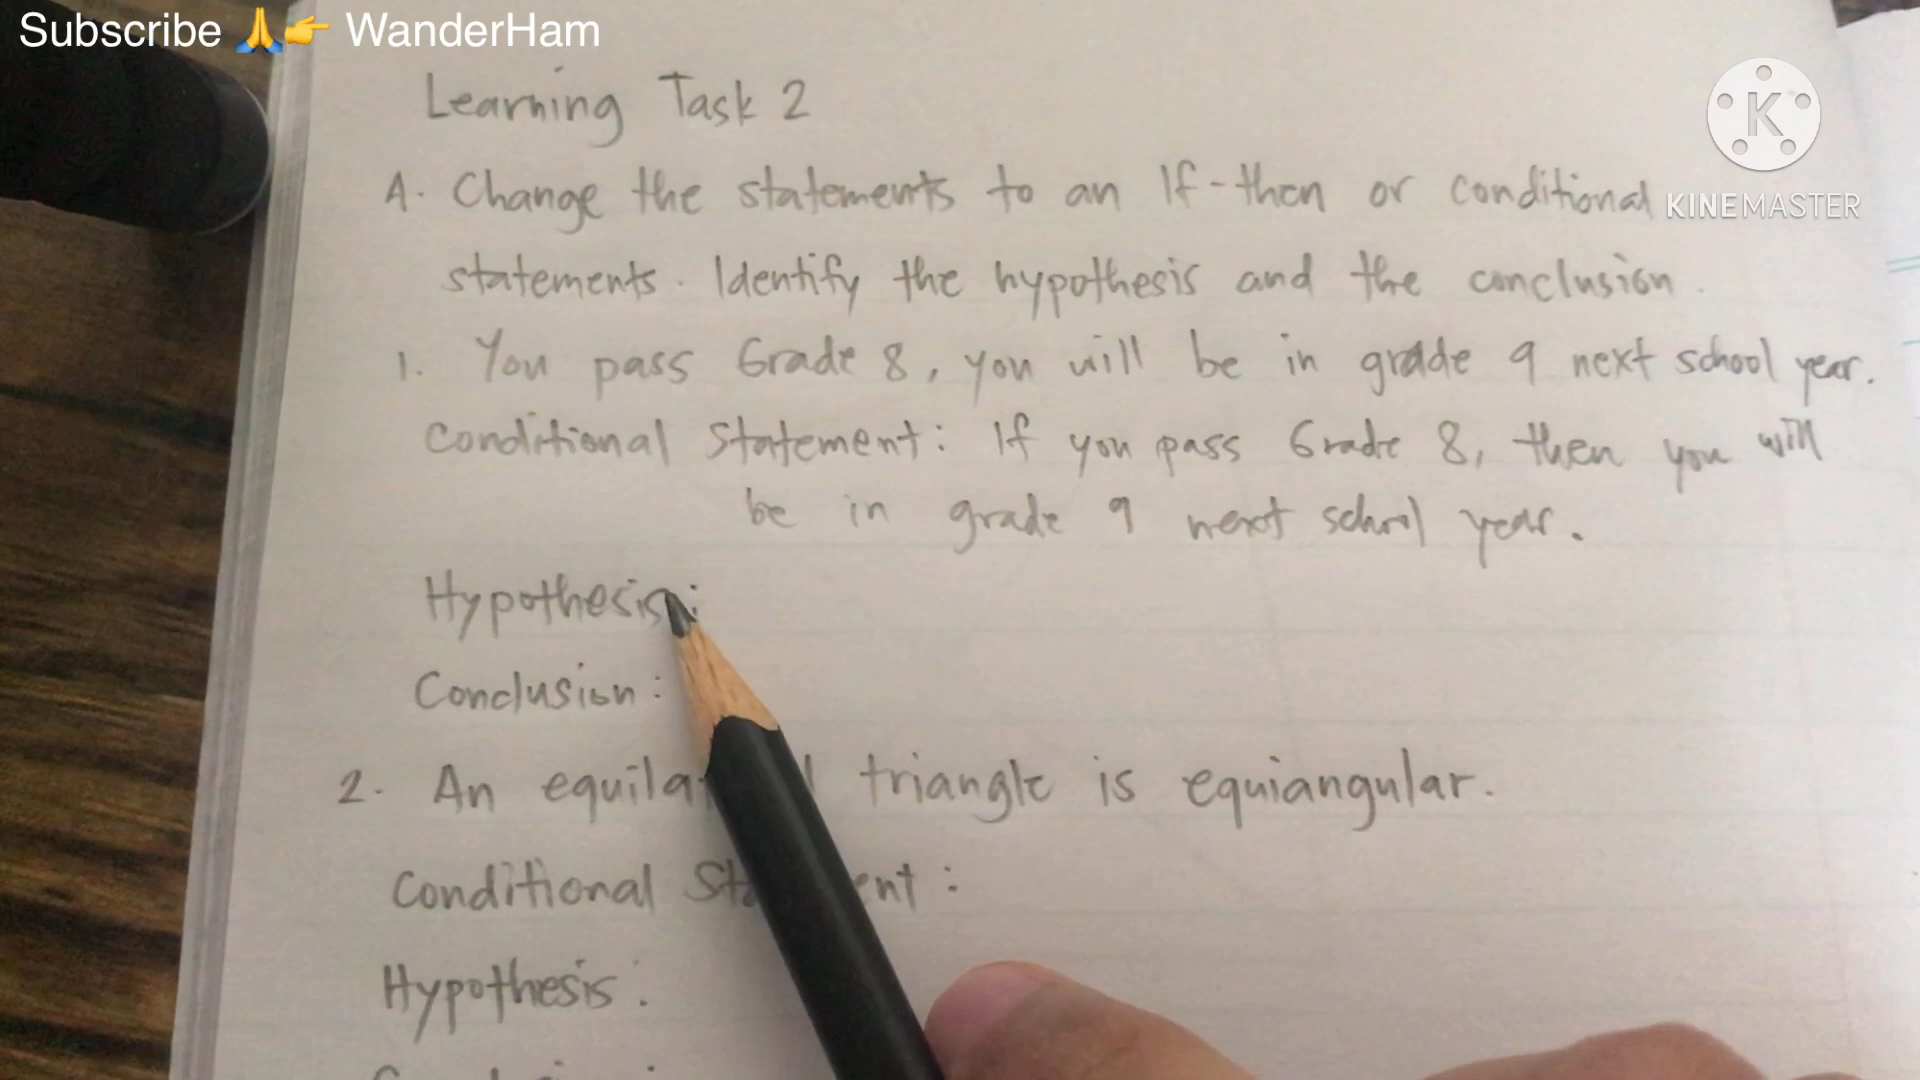 Subscribe 🙏👉 WanderHam
K
KINEMASTER
Learning Task 2
A. Change the statements to an If-then or conditional
statements. Identify the hypothesis and the conclusion.
1. You pass Grade 8, you will be in grade 9 next school year.
Conditional Statement: If you pass Grade 8, then you will
be in grade 9 next school year.
Hypothesis:
Conclusion:
2. An triangle is equiangular.
Conditional
Hypothesis: